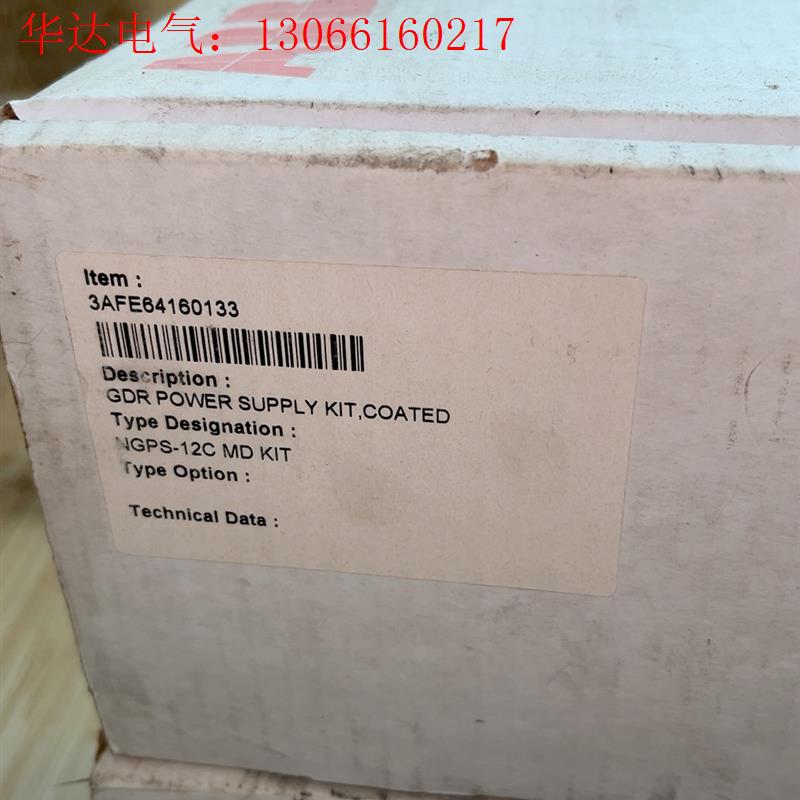 华达电气：13066160217
Item :
3AFE64160133
Description :
GDR POWER SUPPLY KIT,COATED
Type Designation :
NGPS-12C MD KIT
Type Option :
Technical Data :